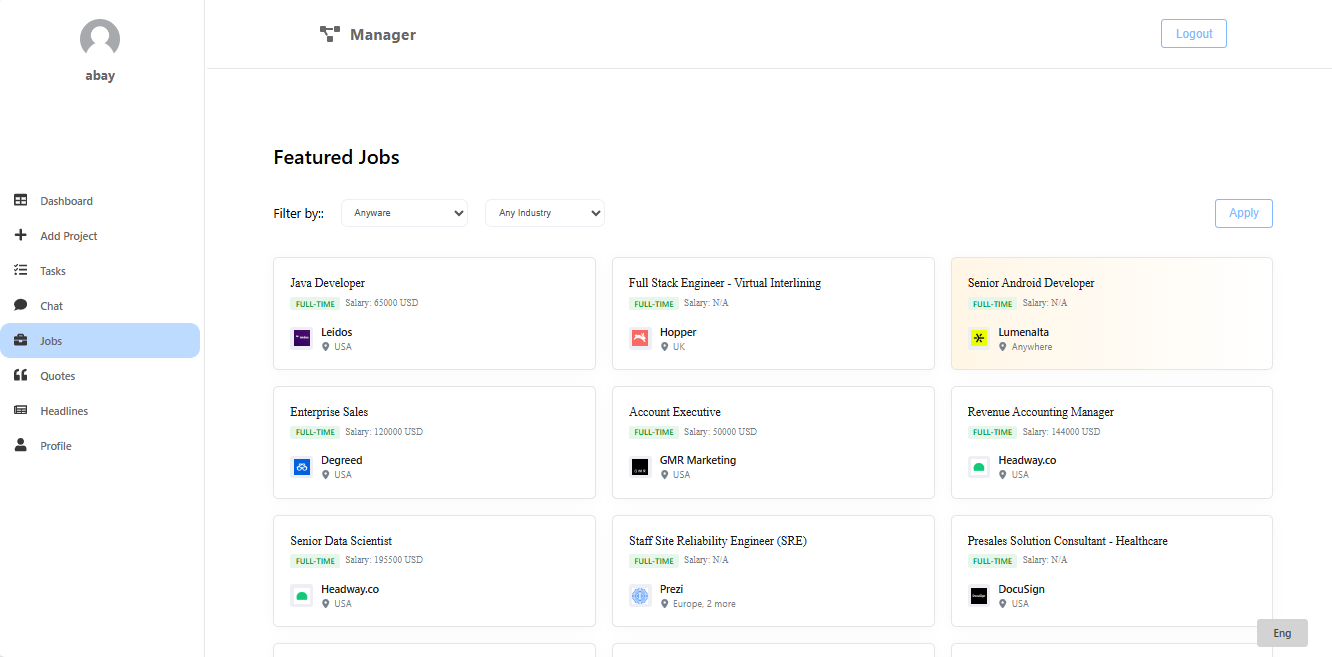 abay
Manager
Logout
Dashboard
Add Project
Tasks
Chat
Jobs
Quotes
Headlines
Profile
Featured Jobs
Filter by:: Anyware Any Industry Apply
Java Developer
FULL-TIME Salary: 65000 USD
Leidos
USA
Full Stack Engineer - Virtual Interlining
FULL-TIME Salary: N/A
Hopper
UK
Senior Android Developer
FULL-TIME Salary: N/A
Lumenalta
Anywhere
Enterprise Sales
FULL-TIME Salary: 120000 USD
Degreed
USA
Account Executive
FULL-TIME Salary: 50000 USD
GMR
GMR Marketing
USA
Revenue Accounting Manager
FULL-TIME Salary: 144000 USD
Headway.co
USA
Senior Data Scientist
FULL-TIME Salary: 195500 USD
Headway.co
USA
Staff Site Reliability Engineer (SRE)
FULL-TIME Salary: N/A
Prezi
Europe, 2 more
Presales Solution Consultant - Healthcare
FULL-TIME Salary: N/A
DocuSign
DocuSign
USA
Eng